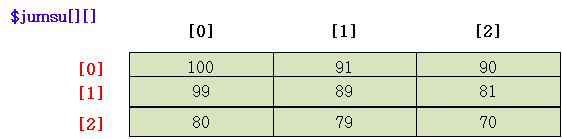 $jumsu[][]
[0] [1] [2]
[0] 100 91 90
[1] 99 89 81
[2] 80 79 70